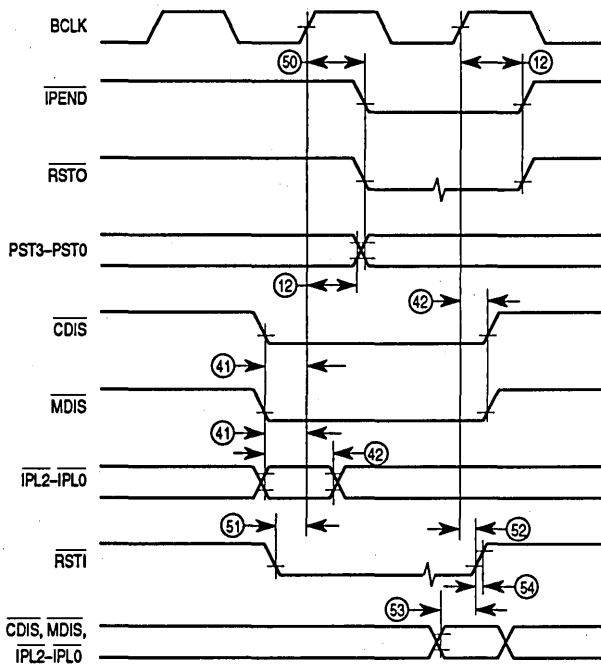 BCLK
50
12
IPEND
RSTO
PST3–PST0
12
42
CDIS
41
MDIS
41
42
IPL2–IPL0
51
52
RSTI
54
53
CDIS, MDIS,
IPL2–IPL0